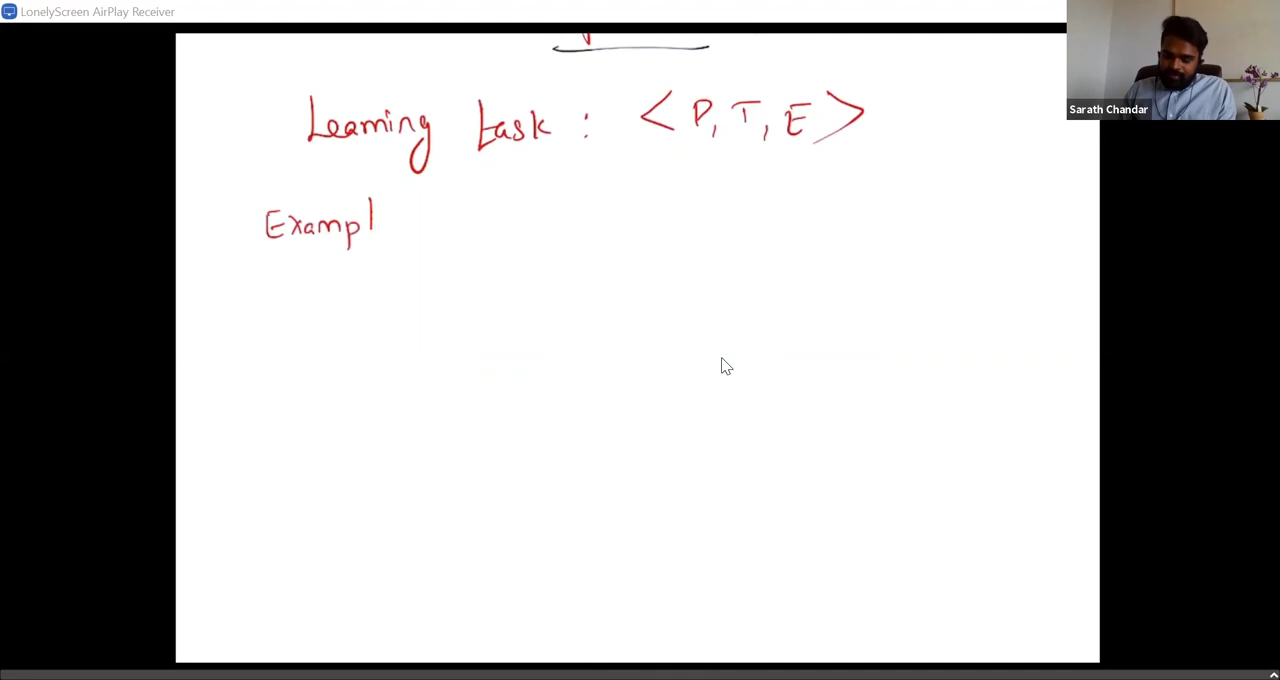 LonelyScreen AirPlay Receiver
Sarath Chandar
Learning task : < P, T, E >
Exampl